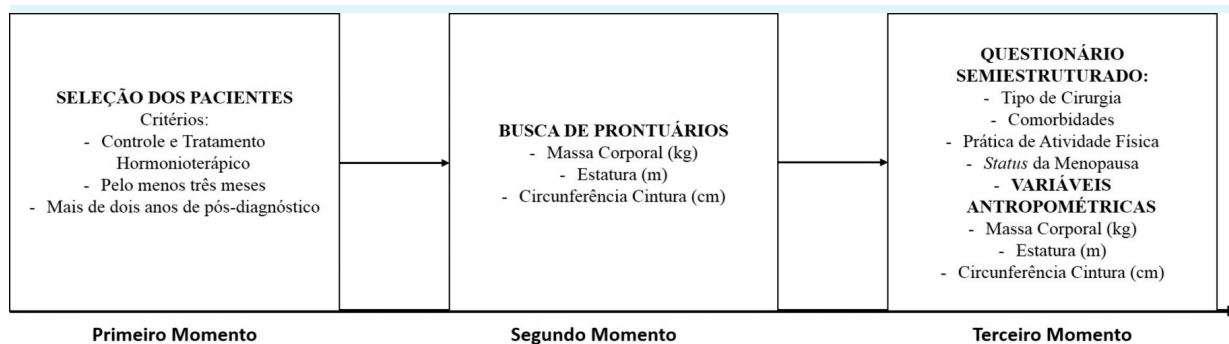 SELEÇÃO DOS PACIENTES
Critérios:
- Controle e Tratamento
Hormonioterápico
- Pelo menos três meses
- Mais de dois anos de pós-diagnóstico
BUSCA DE PRONTUÁRIOS
- Massa Corporal (kg)
- Estatura (m)
- Circunferência Cintura (cm)
QUESTIONÁRIO
SEMIESTRUTURADO:
- Tipo de Cirurgia
- Comorbidades
- Prática de Atividade Física
- Status da Menopausa
- VARIÁVEIS
ANTROPOMÉTRICAS
- Massa Corporal (kg)
- Estatura (m)
- Circunferência Cintura (cm)
Primeiro Momento
Segundo Momento
Terceiro Momento